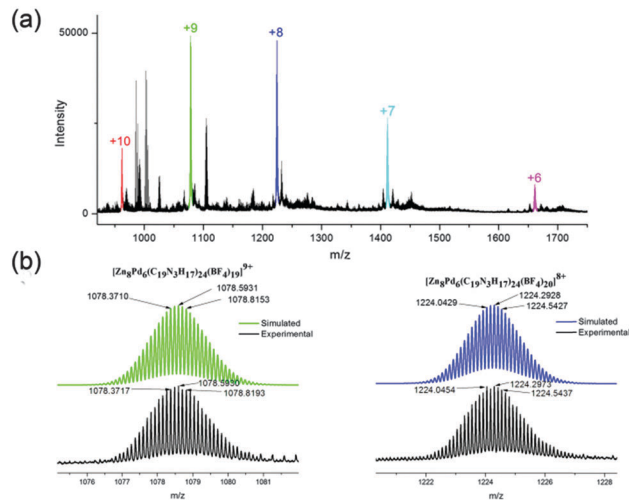 (a)
50000
0
Intensity
+10
+9
+8
+7
+6
1000 1100 1200 1300 1400 1500 1600 1700
m/z
(b)
[Zn8Pd6(C19N3H17)24(BF4)19]9+
1078.3710
1078.5931
1078.8153
Simulated
Experimental
1078.3717
1078.5930
1078.8193
1076 1077 1078 1079 1080 1081
m/z
[Zn8Pd6(C19N3H17)24(BF4)20]8+
1224.0429
1224.2928
1224.5427
Simulated
Experimental
1224.0454
1224.2973
1224.5437
1222 1224 1226 1228
m/z